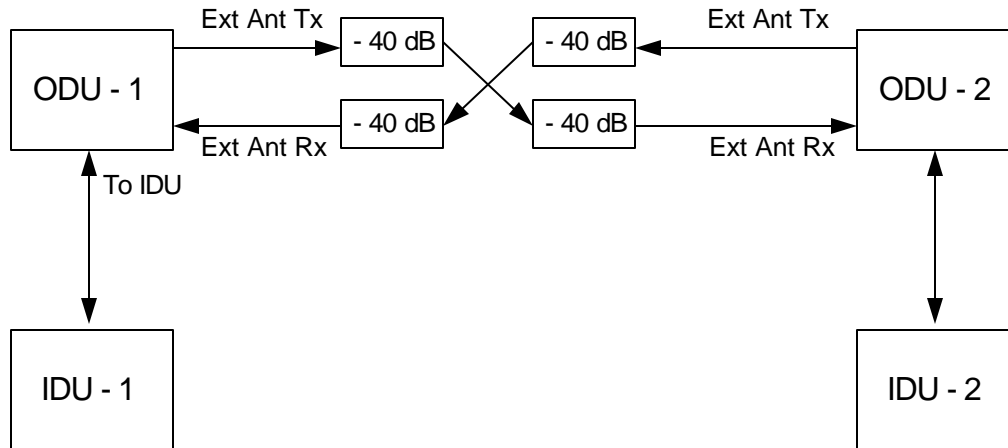 Ext Ant Tx
Ext Ant Tx
- 40 dB
- 40 dB
ODU - 1
ODU - 2
- 40 dB
- 40 dB
Ext Ant Rx
Ext Ant Rx
To IDU
IDU - 1
IDU - 2